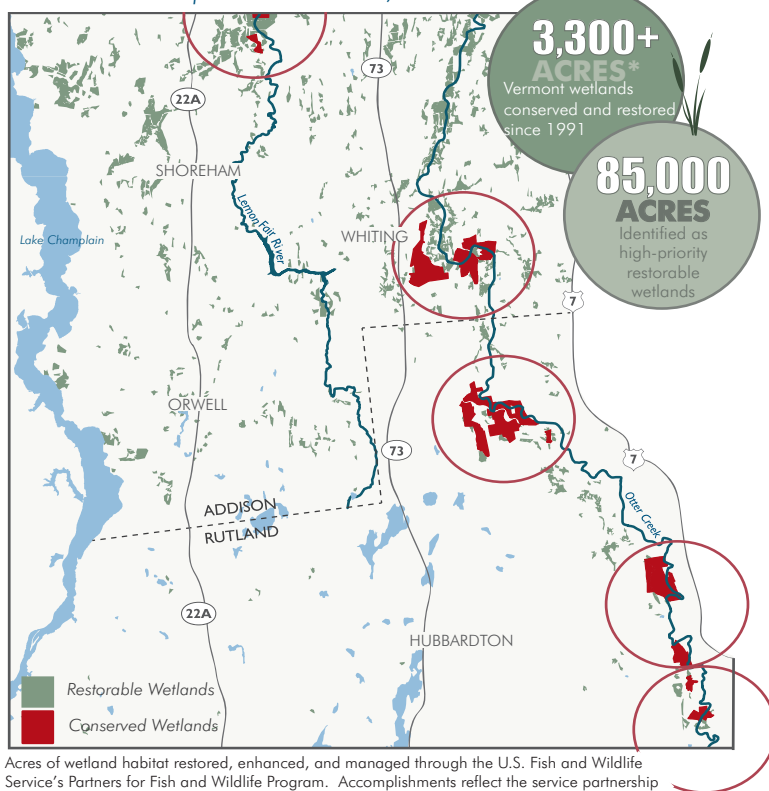 3,300+
ACRES*
Vermont wetlands
conserved and restored
since 1991
85,000
ACRES
Identified as
high-priority
restorable
wetlands
73
22A
SHOREHAM
Lemon Fair River
Lake Champlain
WHITING
7
ORWELL
73
7
Otter Creek
ADDISON
RUTLAND
22A
HUBBARDTON
Restorable Wetlands
Conserved Wetlands
Acres of wetland habitat restored, enhanced, and managed through the U.S. Fish and Wildlife
Service's Partners for Fish and Wildlife Program. Accomplishments reflect the service partnership